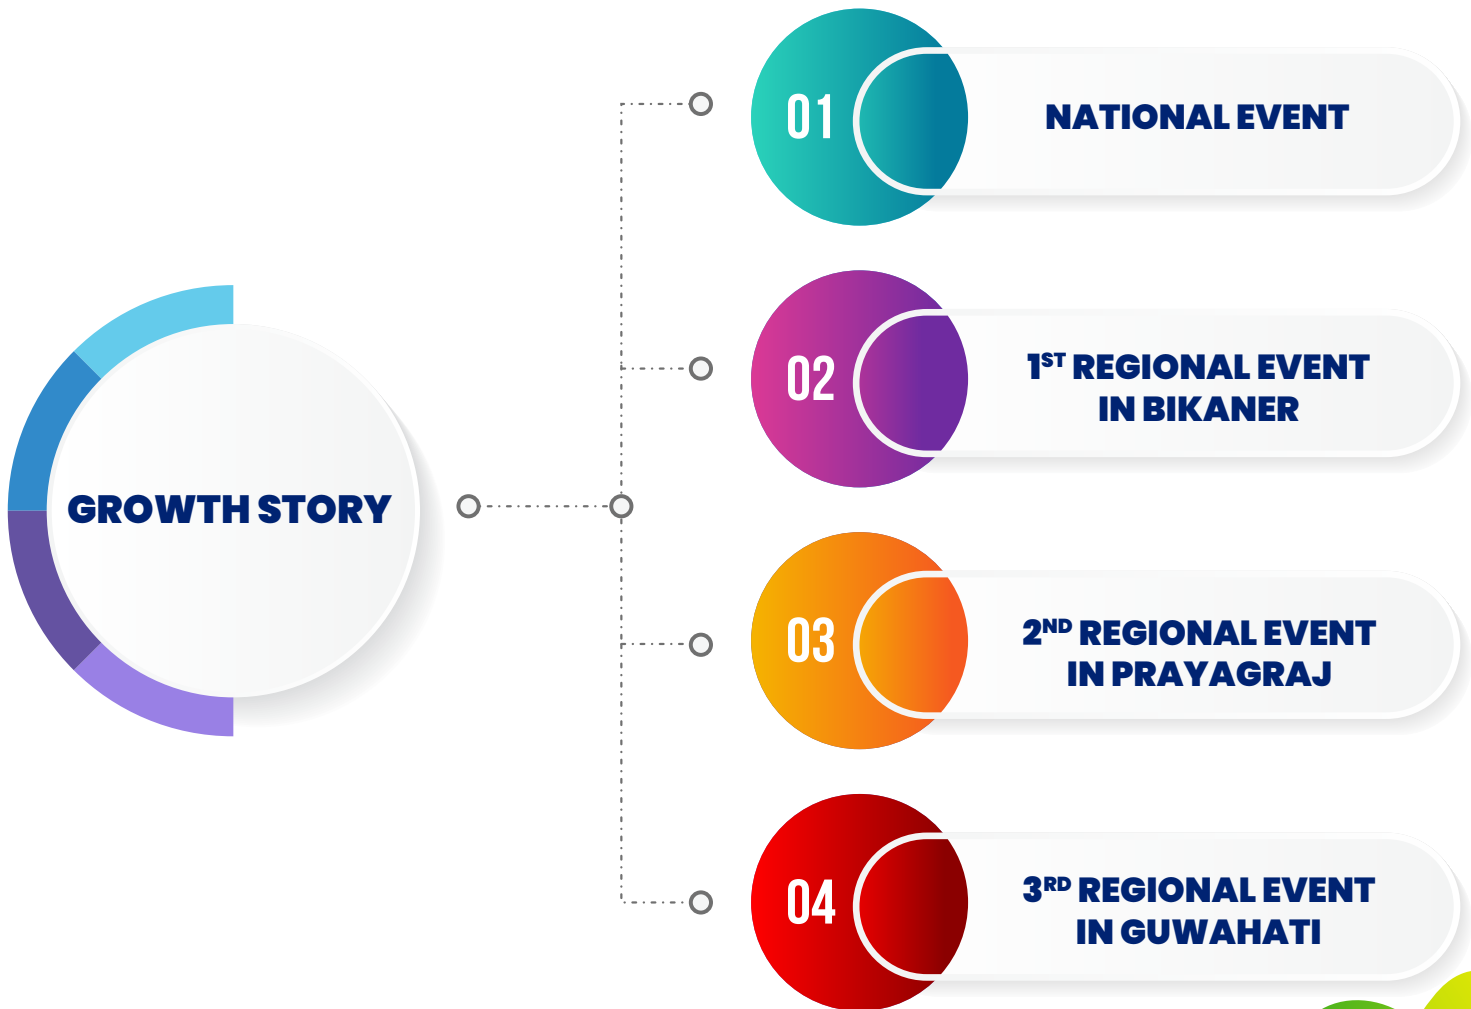 GROWTH STORY
01
NATIONAL EVENT
02
1ST REGIONAL EVENT
IN BIKANER
03
2ND REGIONAL EVENT
IN PRAYAGRAJ
04
3RD REGIONAL EVENT
IN GUWAHATI